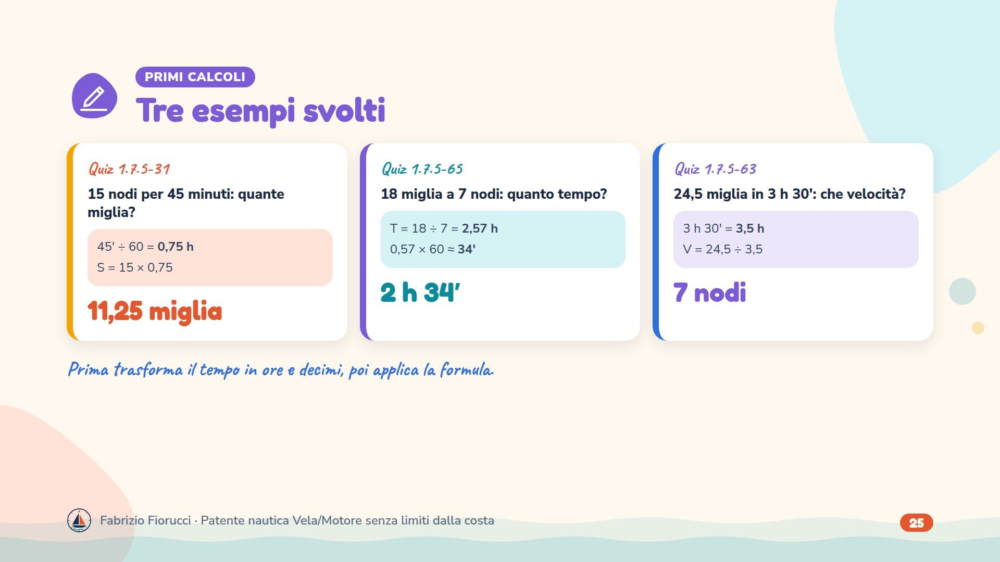 PRIMI CALCOLI
Tre esempi svolti
Quiz 1.7.5-31
15 nodi per 45 minuti: quante
miglia?
45' ÷ 60 = 0,75 h
S = 15 × 0,75
11,25 miglia
Quiz 1.7.5-65
18 miglia a 7 nodi: quanto tempo?
T = 18 ÷ 7 = 2,57 h
0,57 × 60 ≈ 34'
2 h 34'
Quiz 1.7.5-63
24,5 miglia in 3 h 30': che velocità?
3 h 30' = 3,5 h
V = 24,5 ÷ 3,5
7 nodi
Prima trasforma il tempo in ore e decimi, poi applica la formula.
Fabrizio Fiorucci · Patente nautica Vela/Motore senza limiti dalla costa
25